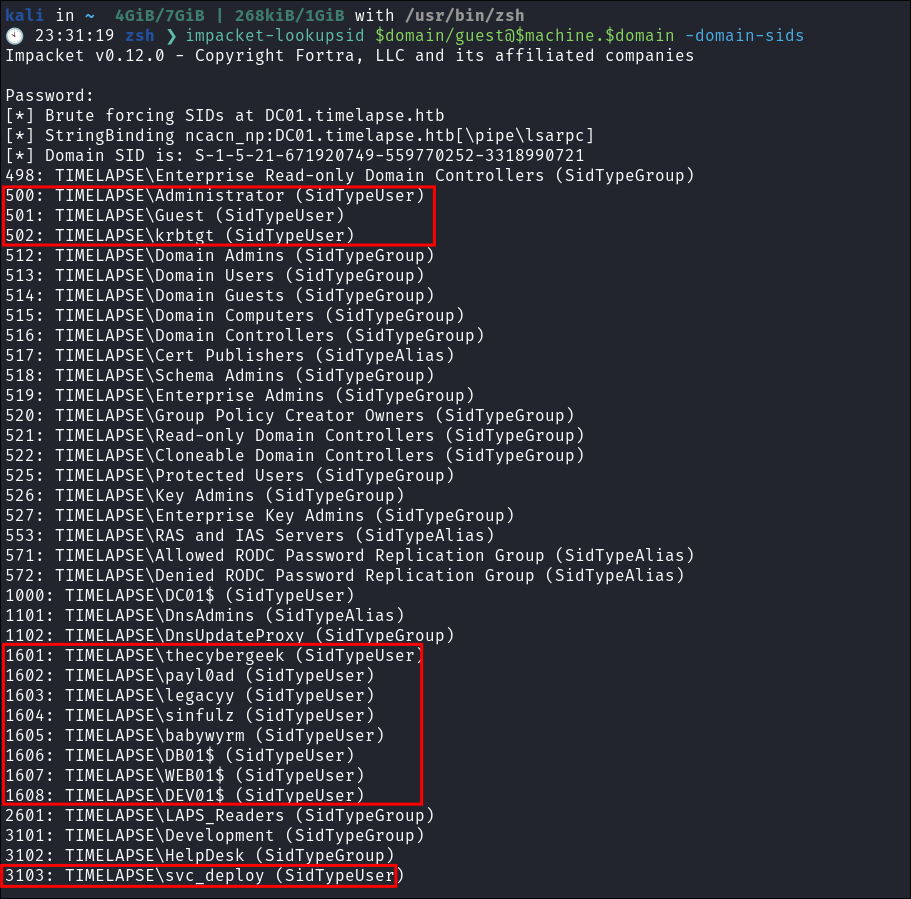 kali in ~  4GiB/7GiB | 268kiB/1GiB with /usr/bin/zsh
23:31:19 zsh ❯ impacket-lookupsid $domain/guest@$machine.$domain -domain-sids
Impacket v0.12.0 - Copyright Fortra, LLC and its affiliated companies
Password:
[*] Brute forcing SIDs at DC01.timelapse.htb
[*] StringBinding ncacn_np:DC01.timelapse.htb[\pipe\lsarpc]
[*] Domain SID is: S-1-5-21-671920749-559770252-3318990721
498: TIMELAPSE\Enterprise Read-only Domain Controllers (SidTypeGroup)
500: TIMELAPSE\Administrator (SidTypeUser)
501: TIMELAPSE\Guest (SidTypeUser)
502: TIMELAPSE\krbtgt (SidTypeUser)
512: TIMELAPSE\Domain Admins (SidTypeGroup)
513: TIMELAPSE\Domain Users (SidTypeGroup)
514: TIMELAPSE\Domain Guests (SidTypeGroup)
515: TIMELAPSE\Domain Computers (SidTypeGroup)
516: TIMELAPSE\Domain Controllers (SidTypeGroup)
517: TIMELAPSE\Cert Publishers (SidTypeAlias)
518: TIMELAPSE\Schema Admins (SidTypeGroup)
519: TIMELAPSE\Enterprise Admins (SidTypeGroup)
520: TIMELAPSE\Group Policy Creator Owners (SidTypeGroup)
521: TIMELAPSE\Read-only Domain Controllers (SidTypeGroup)
522: TIMELAPSE\Cloneable Domain Controllers (SidTypeGroup)
525: TIMELAPSE\Protected Users (SidTypeGroup)
526: TIMELAPSE\Key Admins (SidTypeGroup)
527: TIMELAPSE\Enterprise Key Admins (SidTypeGroup)
553: TIMELAPSE\RAS and IAS Servers (SidTypeAlias)
571: TIMELAPSE\Allowed RODC Password Replication Group (SidTypeAlias)
572: TIMELAPSE\Denied RODC Password Replication Group (SidTypeAlias)
1000: TIMELAPSE\DC01$ (SidTypeUser)
1101: TIMELAPSE\DnsAdmins (SidTypeAlias)
1102: TIMELAPSE\DnsUpdateProxy (SidTypeGroup)
1601: TIMELAPSE\thecybergeek (SidTypeUser)
1602: TIMELAPSE\payl0ad (SidTypeUser)
1603: TIMELAPSE\legacyy (SidTypeUser)
1604: TIMELAPSE\sinfulz (SidTypeUser)
1605: TIMELAPSE\babywyrm (SidTypeUser)
1606: TIMELAPSE\DB01$ (SidTypeUser)
1607: TIMELAPSE\WEB01$ (SidTypeUser)
1608: TIMELAPSE\DEV01$ (SidTypeUser)
2601: TIMELAPSE\LAPS_Readers (SidTypeGroup)
3101: TIMELAPSE\Development (SidTypeGroup)
3102: TIMELAPSE\HelpDesk (SidTypeGroup)
3103: TIMELAPSE\svc_deploy (SidTypeUser)